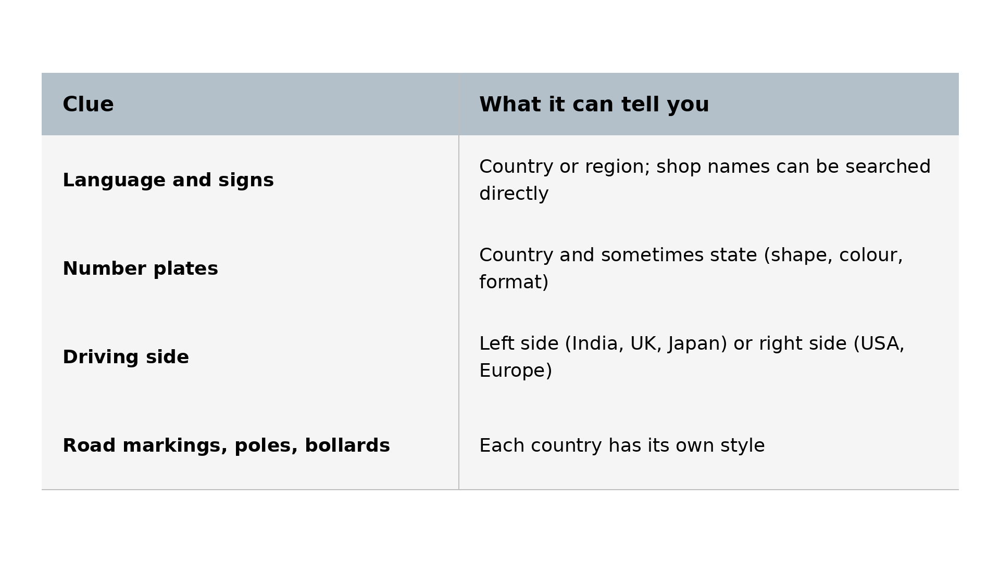 Clue
What it can tell you
Language and signs
Country or region; shop names can be searched
directly
Number plates
Country and sometimes state (shape, colour,
format)
Driving side
Left side (India, UK, Japan) or right side (USA,
Europe)
Road markings, poles, bollards
Each country has its own style